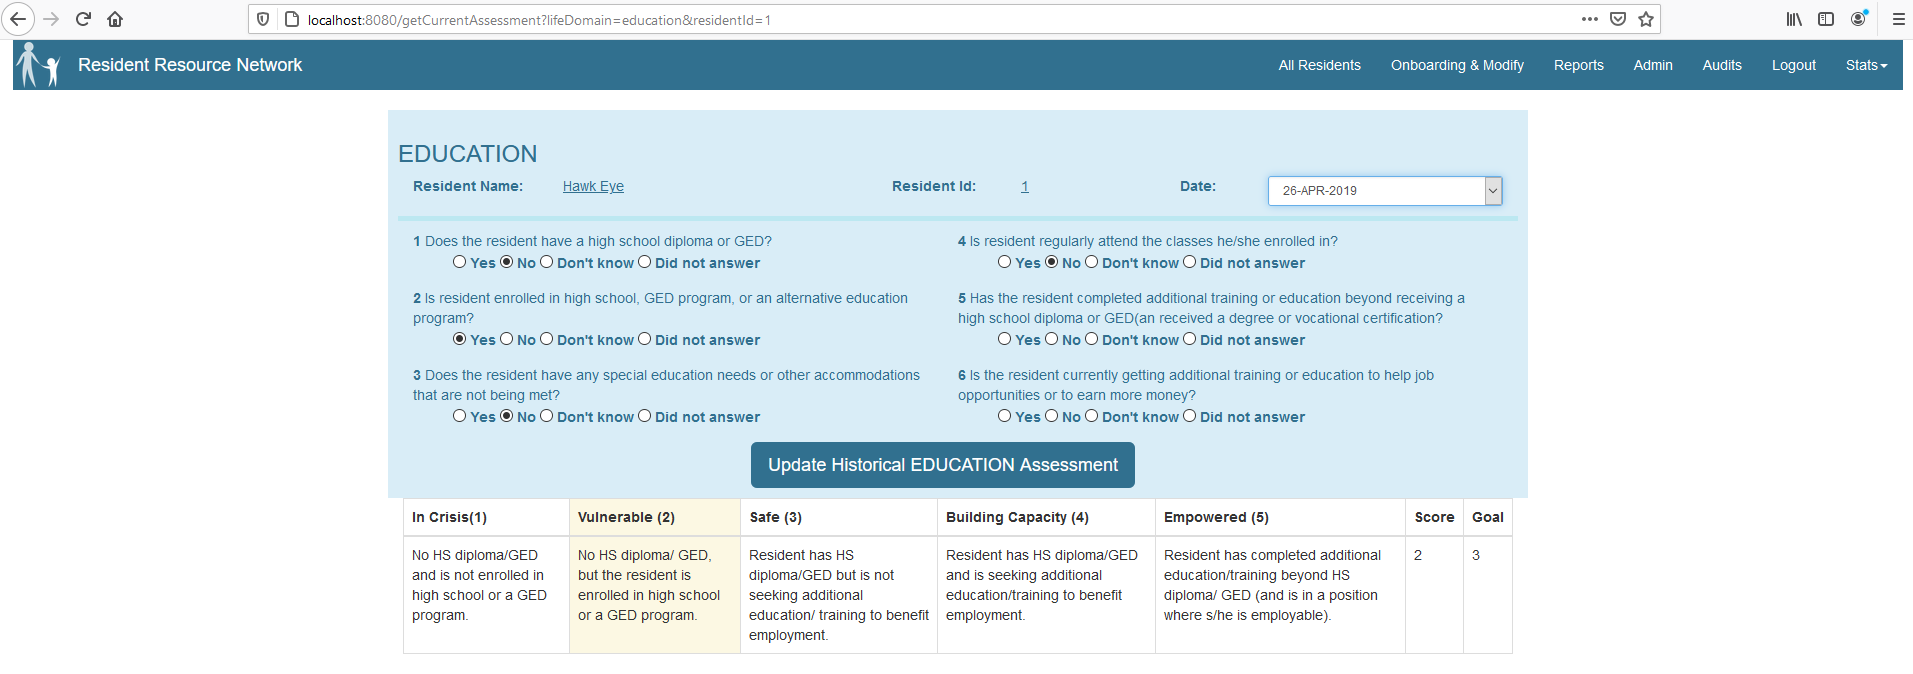 localhost:8080/getCurrentAssessment?lifeDomain=education&residentId=1
Resident Resource Network
All Residents Onboarding & Modify Reports Admin Audits Logout Stats
EDUCATION
Resident Name: Hawk Eye Resident Id: 1 Date: 26-APR-2019
1 Does the resident have a high school diploma or GED?
Yes No Don't know Did not answer
2 Is resident enrolled in high school, GED program, or an alternative education
program?
Yes No Don't know Did not answer
3 Does the resident have any special education needs or other accommodations
that are not being met?
Yes No Don't know Did not answer
4 Is resident regularly attend the classes he/she enrolled in?
Yes No Don't know Did not answer
5 Has the resident completed additional training or education beyond receiving a
high school diploma or GED(an received a degree or vocational certification?
Yes No Don't know Did not answer
6 Is the resident currently getting additional training or education to help job
opportunities or to earn more money?
Yes No Don't know Did not answer
Update Historical EDUCATION Assessment
In Crisis(1) Vulnerable (2) Safe (3) Building Capacity (4) Empowered (5) Score Goal
No HS diploma/GED
and is not enrolled in
high school or a GED
program.
No HS diploma/ GED,
but the resident is
enrolled in high school
or a GED program.
Resident has HS
diploma/GED but is not
seeking additional
education/ training to benefit
employment.
Resident has HS diploma/GED
and is seeking additional
education/training to benefit
employment.
Resident has completed additional
education/training beyond HS
diploma/ GED (and is in a position
where s/he is employable).
2
3